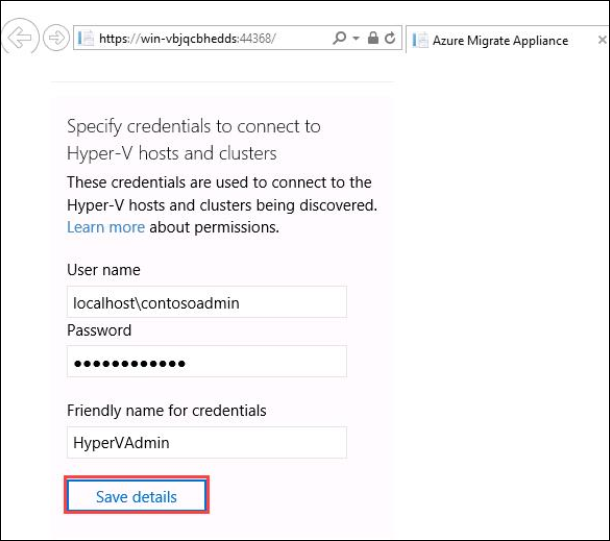 https://win-vbjqcbhedds:44368/
Azure Migrate Appliance
Specify credentials to connect to
Hyper-V hosts and clusters
These credentials are used to connect to the
Hyper-V hosts and clusters being discovered.
Learn more about permissions.
User name
localhost\contosoadmin
Password
●●●●●●●●●●●●
Friendly name for credentials
HyperVAdmin
Save details